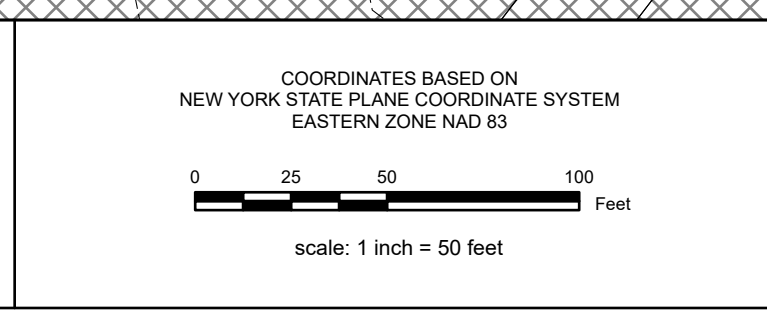 COORDINATES BASED ON
NEW YORK STATE PLANE COORDINATE SYSTEM
EASTERN ZONE NAD 83
0 25 50 100
Feet
scale: 1 inch = 50 feet